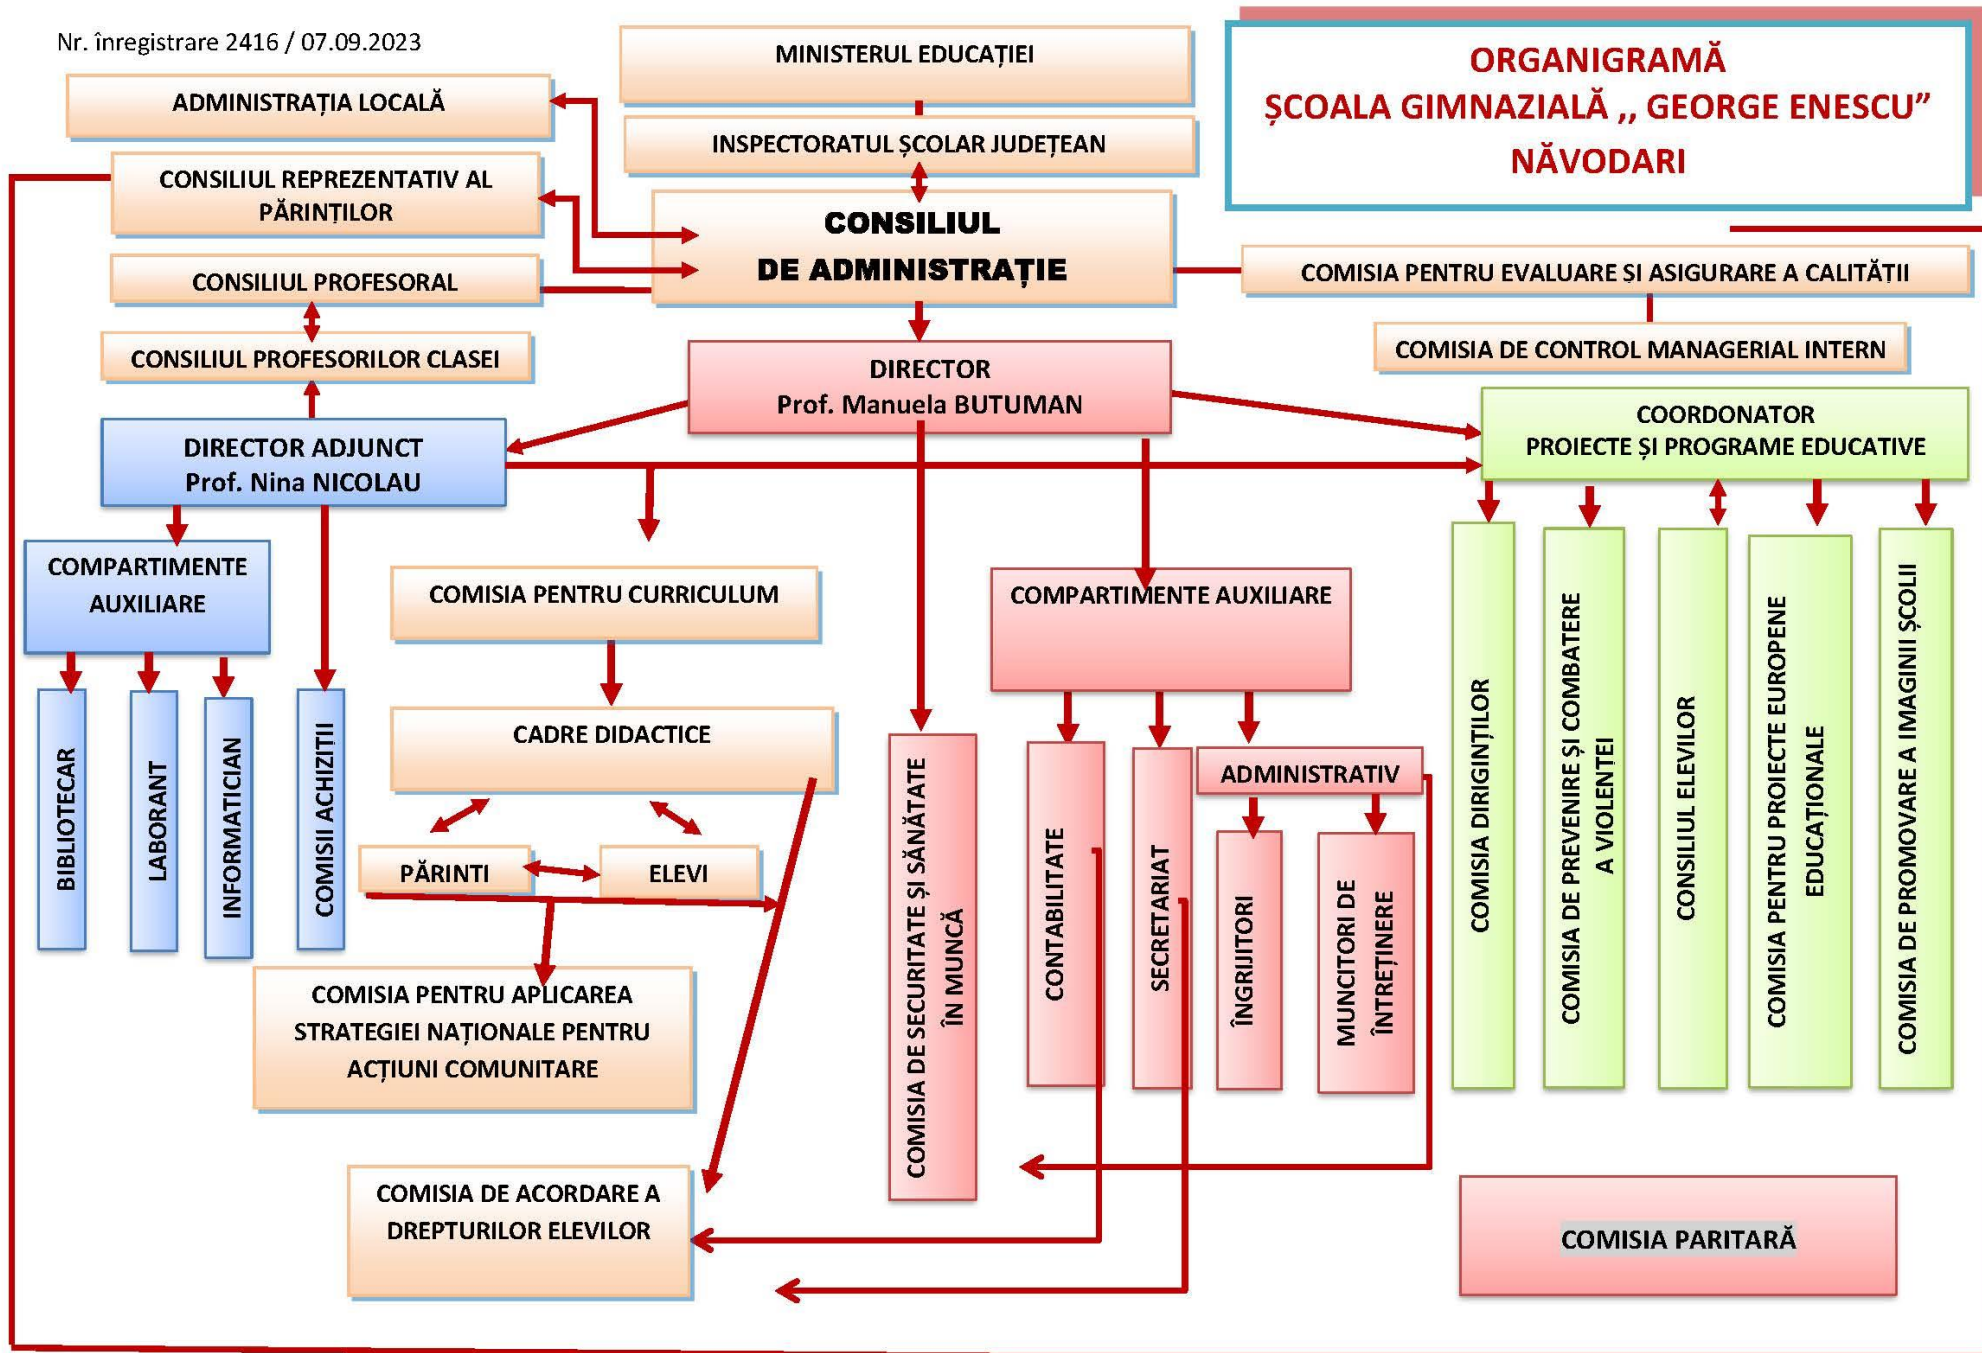 Nr. înregistrare 2416 / 07.09.2023
MINISTERUL EDUCAȚIEI
ORGANIGRAMĂ
ȘCOALA GIMNAZIALĂ ,, GEORGE ENESCU”
NĂVODARI
ADMINISTRAȚIA LOCALĂ
INSPECTORATUL ȘCOLAR JUDEȚEAN
CONSILIUL REPREZENTATIV AL
PĂRINȚILOR
CONSILIUL
DE ADMINISTRAȚIE
CONSILIUL PROFESORAL
COMISIA PENTRU EVALUARE ȘI ASIGURARE A CALITĂȚII
CONSILIUL PROFESORILOR CLASEI
COMISIA DE CONTROL MANAGERIAL INTERN
DIRECTOR
Prof. Manuela BUTUMAN
DIRECTOR ADJUNCT
Prof. Nina NICOLAU
COORDONATOR
PROIECTE ȘI PROGRAME EDUCATIVE
COMPARTIMENTE
AUXILIARE
COMISIA PENTRU CURRICULUM
COMPARTIMENTE AUXILIARE
CADRE DIDACTICE
BIBLIOTECAR
LABORANT
INFORMATICIAN
COMISII ACHIZIȚII
PĂRINTI
ELEVI
COMISIA PENTRU APLICAREA
STRATEGIEI NAȚIONALE PENTRU
ACȚIUNI COMUNITARE
COMISIA DE ACORDARE A
DREPTURILOR ELEVILOR
COMISIA DE SECURITATE ȘI SĂNĂTATE
ÎN MUNCĂ
CONTABILITATE
SECRETARIAT
ADMINISTRATIV
ÎNGRIJITORI
MUNCITORI DE
ÎNTREȚINERE
COMISIA DIRIGINȚILOR
COMISIA DE PREVENIRE ȘI COMBATERE
A VIOLENȚEI
CONSILIUL ELEVILOR
COMISIA PENTRU PROIECTE EUROPENE
EDUCAȚIONALE
COMISIA DE PROMOVARE A IMAGINII ȘCOLII
COMISIA PARITARĂ